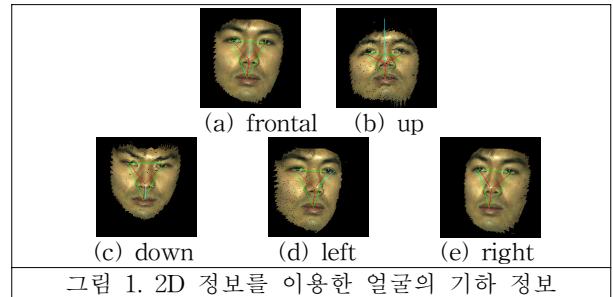 (a) frontal (b) up
(c) down (d) left (e) right
그림 1. 2D 정보를 이용한 얼굴의 기하 정보